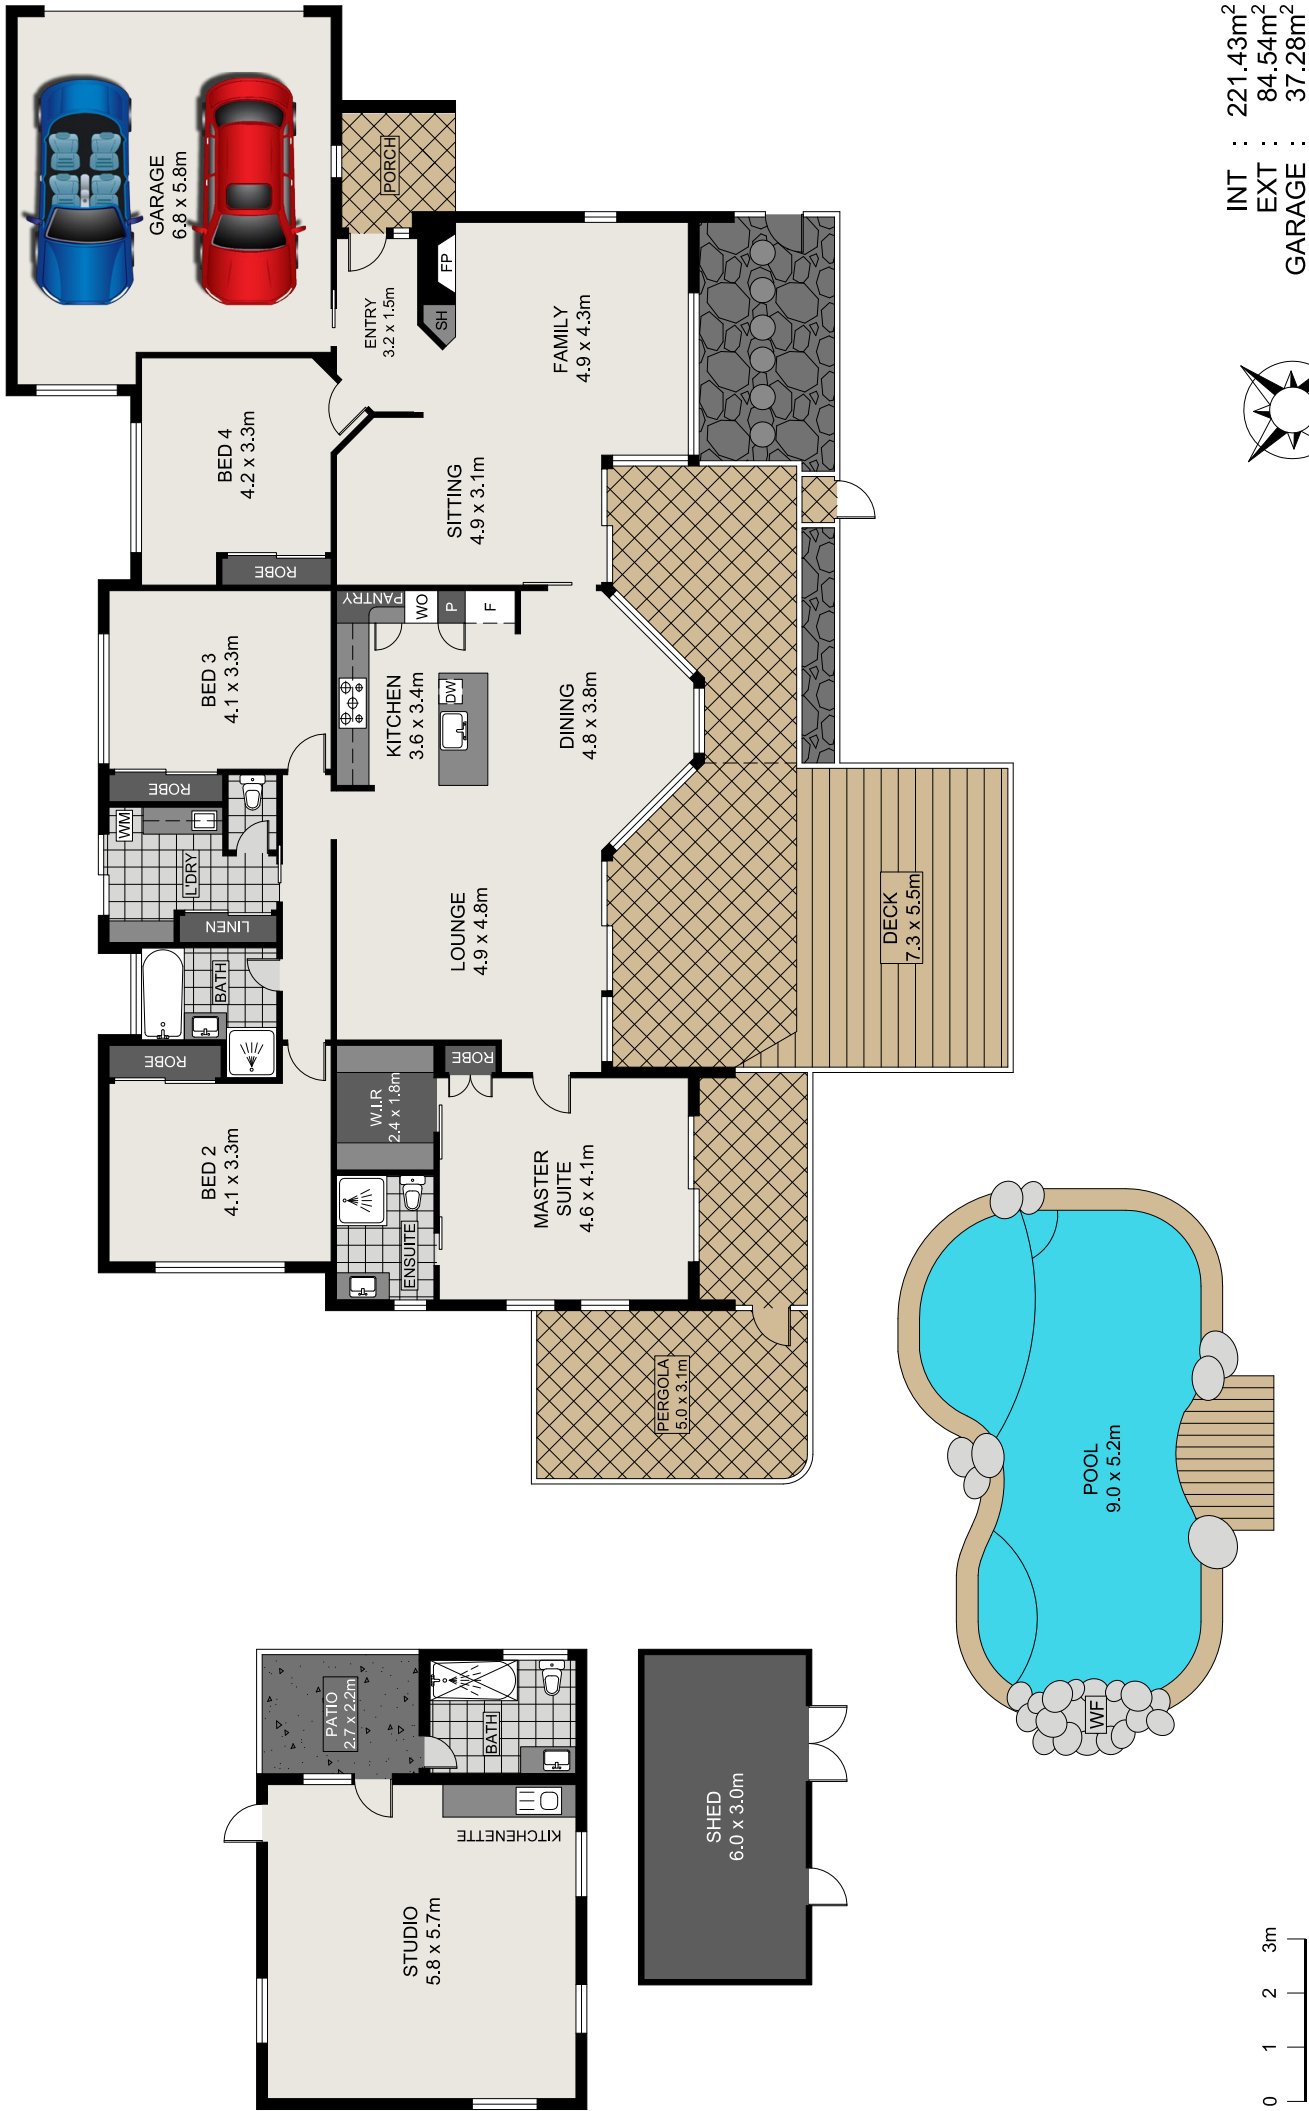 GARAGE
6.8 x 5.8m
PORCH
ENTRY
3.2 x 1.5m
FP
SH
FAMILY
4.9 x 4.3m
BED 4
4.2 x 3.3m
ROBE
SITTING
4.9 x 3.1m
BED 3
4.1 x 3.3m
ROBE
PANTRY
WO
P
F
KITCHEN
3.6 x 3.4m
DW
DINING
4.8 x 3.8m
WM
L'DRY
LINEN
BATH
LOUNGE
4.9 x 4.8m
DECK
7.3 x 5.5m
ROBE
BED 2
4.1 x 3.3m
W.I.R
2.4 x 1.8m
ROBE
ENSUITE
MASTER
SUITE
4.6 x 4.1m
PERGOLA
5.0 x 3.1m
POOL
9.0 x 5.2m
WF
PATIO
2.7 x 2.2m
BATH
KITCHENETTE
STUDIO
5.8 x 5.7m
SHED
6.0 x 3.0m
INT : 221.43m²
EXT : 84.54m²
GARAGE : 37.28m²
0 1 2 3m